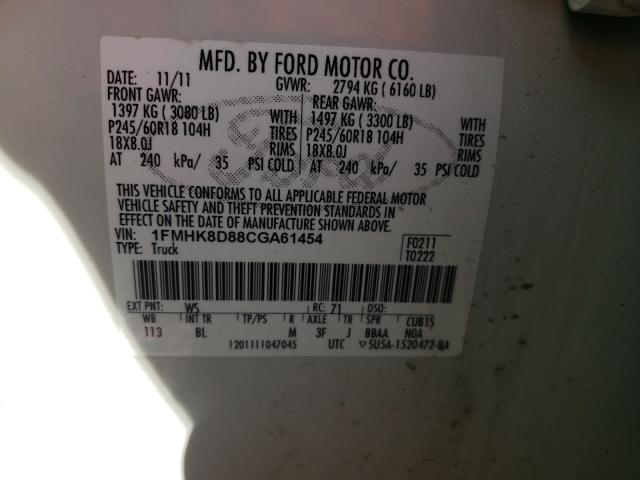 MFD. BY FORD MOTOR CO.
DATE: 11/11 GVWR: 2794 KG ( 6160 LB)
FRONT GAWR: REAR GAWR:
1397 KG ( 3080 LB) WITH 1497 KG ( 3300 LB) WITH
P245/60R18 104H TIRES P245/60R18 104H TIRES
18X8.0J RIMS 18X8.0J RIMS
AT 240 kPa/ 35 PSI COLD AT 240 kPa/ 35 PSI COLD
Ford
THIS VEHICLE CONFORMS TO ALL APPLICABLE FEDERAL MOTOR
VEHICLE SAFETY AND THEFT PREVENTION STANDARDS IN
EFFECT ON THE DATE OF MANUFACTURE SHOWN ABOVE.
VIN: 1FMHK8D88CGA61454 F0211
TYPE: Truck T0222
EXT PNT: WS RC: 71 DSO:
WB INT TR TP/PS R AXLE TR SPR CUB15
113 BL M 3F J BBAA NOA
1201111047045 UTC ▽5U5A-1520472-BA